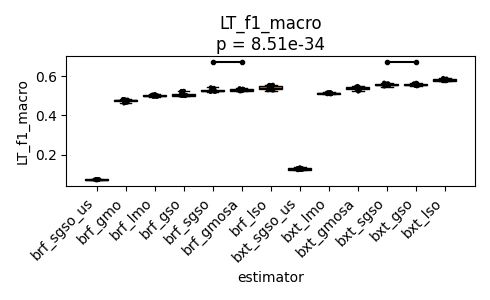 LT_f1_macro
p = 8.51e-34
LT_f1_macro
0.6
0.4
0.2
brf_sgso_us
brf_gmo
brf_lmo
brf_gso
brf_sgso
brf_gmosa
brf_lso
bxt_sgso_us
bxt_lmo
bxt_gmosa
bxt_sgso
bxt_gso
bxt_lso
estimator